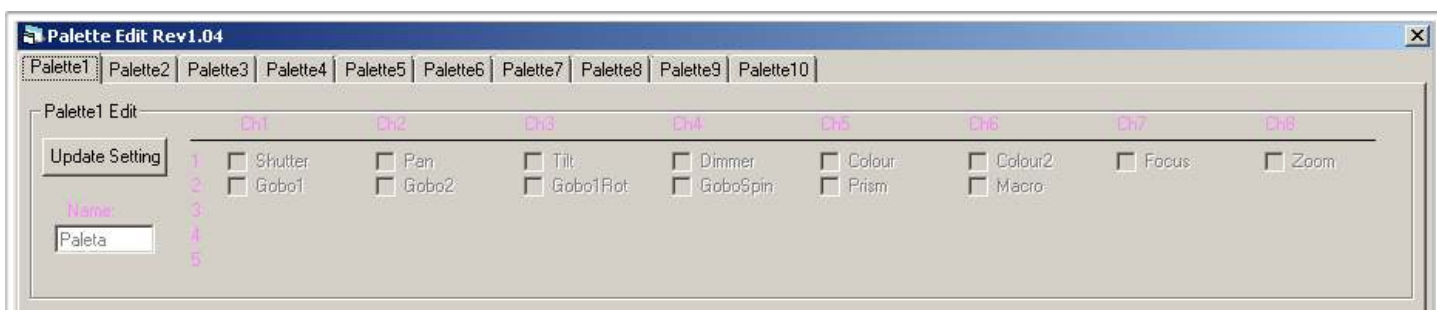 Palette Edit Rev1.04
Palette1 Palette2 Palette3 Palette4 Palette5 Palette6 Palette7 Palette8 Palette9 Palette10
Palette1 Edit
Ch1 Ch2 Ch3 Ch4 Ch5 Ch6 Ch7 Ch8
Update Setting
1 Shutter Pan Tilt Dimmer Colour Colour2 Focus Zoom
2 Gobo1 Gobo2 Gobo1Rot GoboSpin Prism Macro
Name: 3
Paleta 4
5